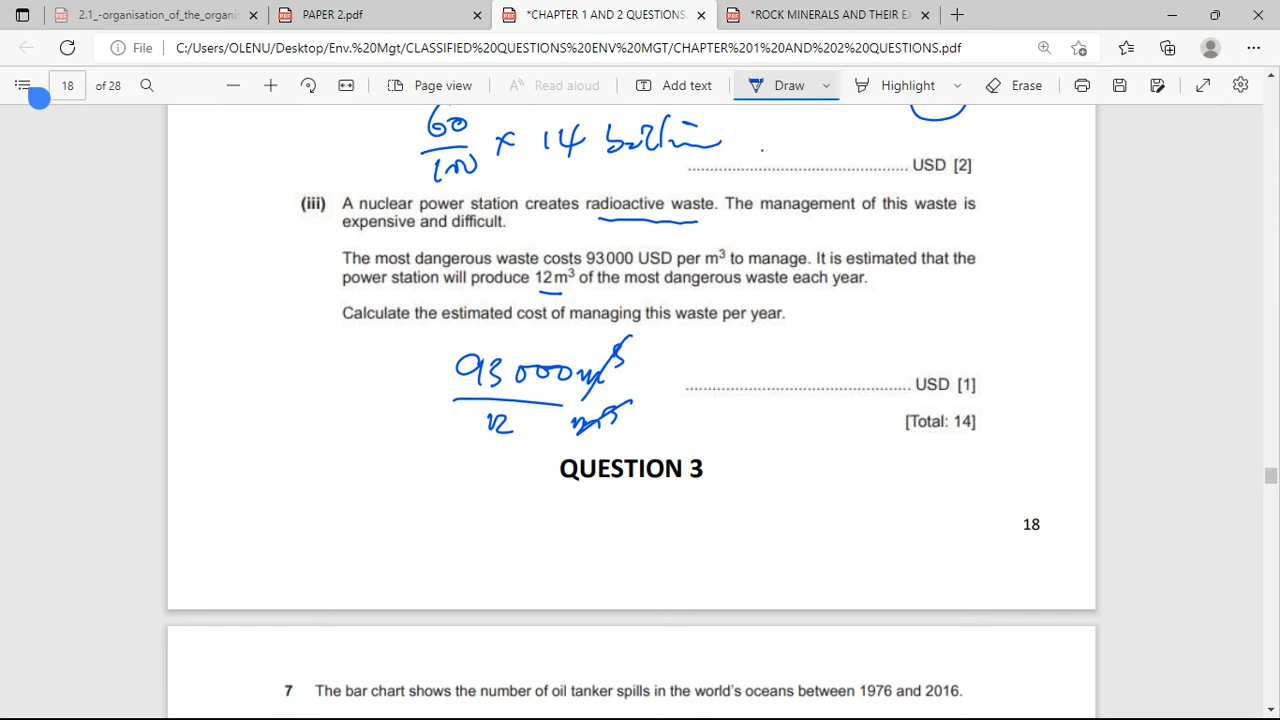 2.1_-organisation_of_the_organi
PAPER 2.pdf
*CHAPTER 1 AND 2 QUESTIONS.
*ROCK MINERALS AND THEIR EX
File
C:/Users/OLENU/Desktop/Env.%20Mgt/CLASSIFIED%20QUESTIONS%20ENV%20MGT/CHAPTER%201%20AND%202%20QUESTIONS.pdf
18 of 28
Page view
Read aloud
Add text
Draw
Highlight
Erase
60
100 × 14 billion
USD [2]
(iii) A nuclear power station creates radioactive waste. The management of this waste is
expensive and difficult.
The most dangerous waste costs 93000 USD per m³ to manage. It is estimated that the
power station will produce 12m³ of the most dangerous waste each year.
Calculate the estimated cost of managing this waste per year.
93 000 m³
12 m³
USD [1]
[Total: 14]
QUESTION 3
18
7 The bar chart shows the number of oil tanker spills in the world's oceans between 1976 and 2016.